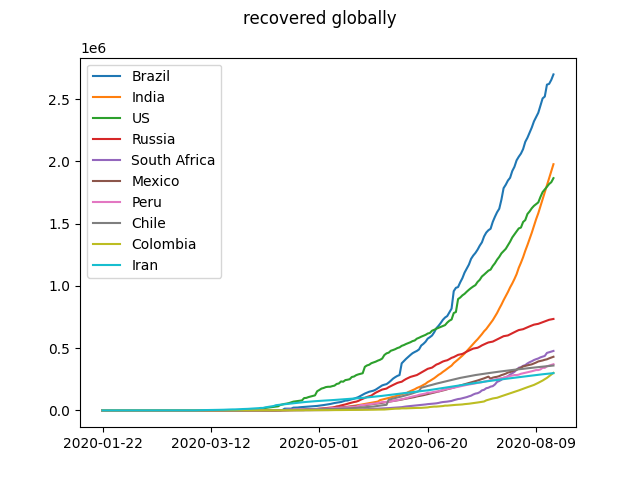 recovered globally
1e6
2.5
2.0
1.5
1.0
0.5
0.0
Brazil
India
US
Russia
South Africa
Mexico
Peru
Chile
Colombia
Iran
2020-01-22 2020-03-12 2020-05-01 2020-06-20 2020-08-09